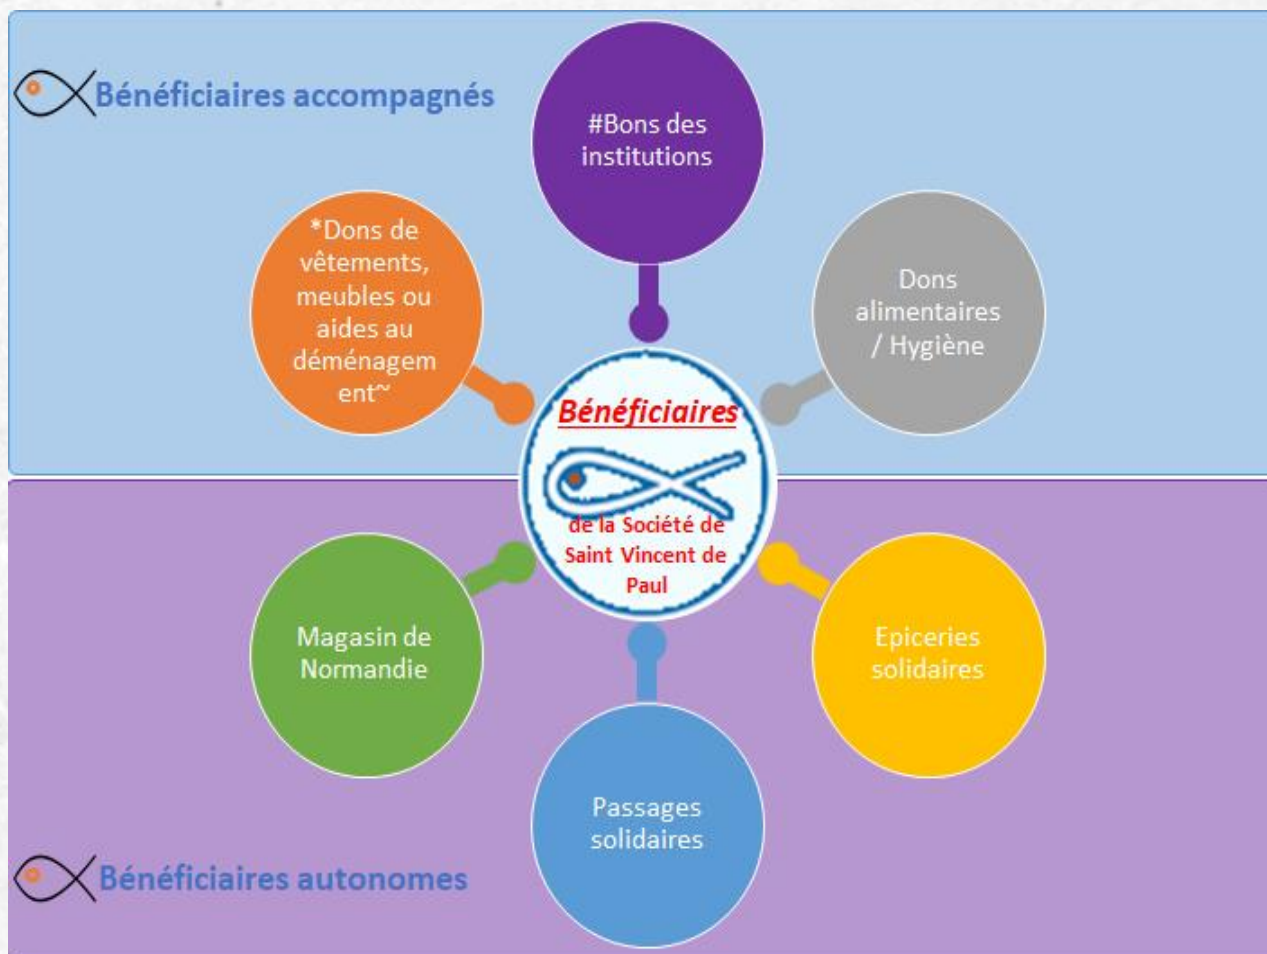 Bénéficiaires accompagnés
#Bons des
institutions
*Dons de
vêtements,
meubles ou
aides au
déménagem
ent~
Dons
alimentaires
/ Hygiène
Bénéficiaires
de la Société de
Saint Vincent de
Paul
Magasin de
Normandie
Epiceries
solidaires
Passages
solidaires
Bénéficiaires autonomes